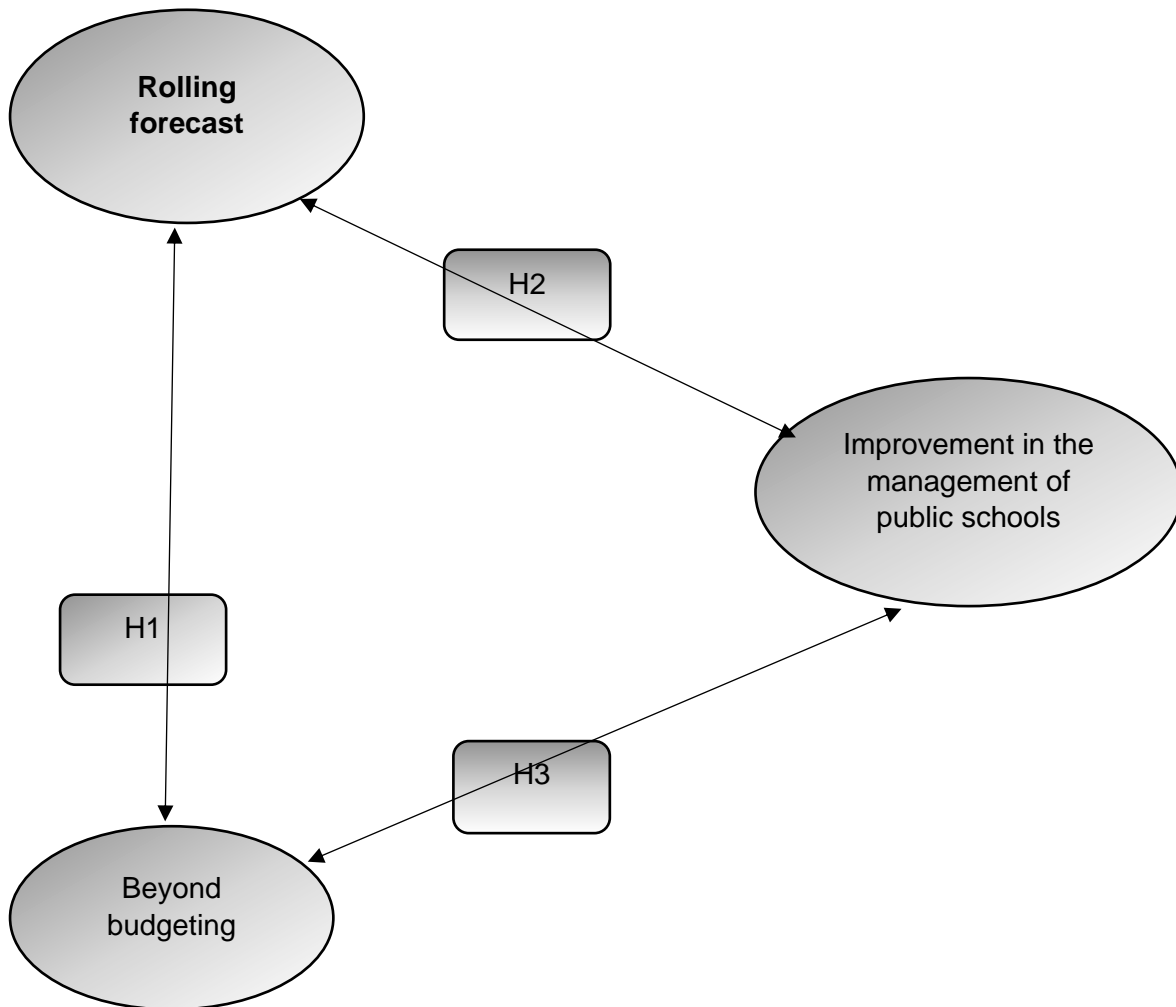 Rolling
forecast
H2
Improvement in the
management of
public schools
H1
H3
Beyond
budgeting